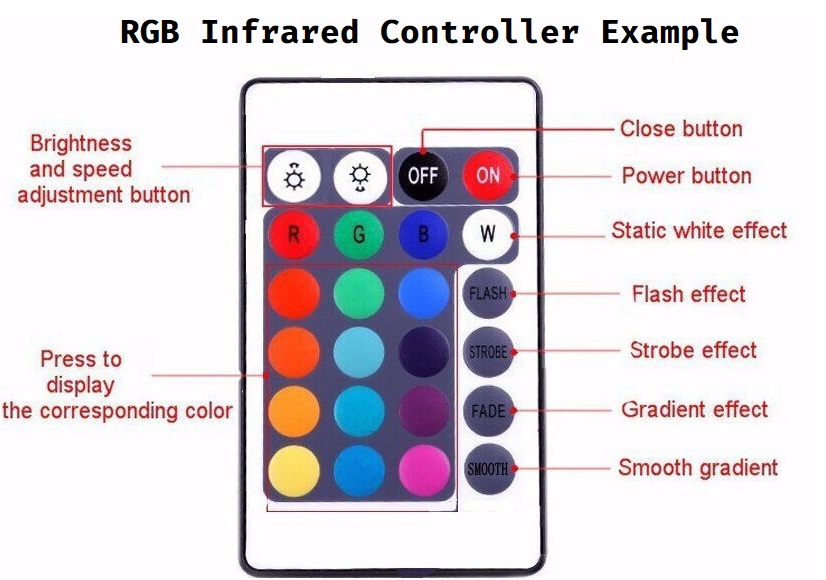 RGB Infrared Controller Example
Brightness
and speed
adjustment button
Close button
OFF
ON
Power button
R
G
B
W
Static white effect
FLASH
Flash effect
Press to
display
the corresponding color
STROBE
Strobe effect
FADE
Gradient effect
SMOOTH
Smooth gradient